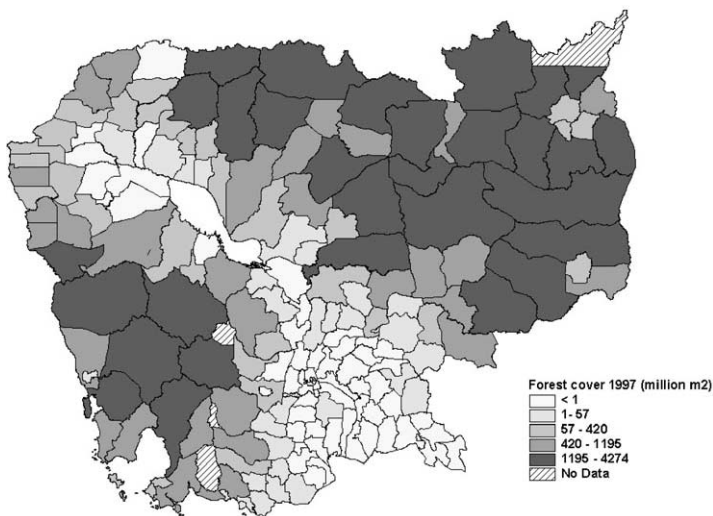 Forest cover 1997 (million m2)
< 1
1- 57
57 - 420
420 - 1195
1195 - 4274
No Data